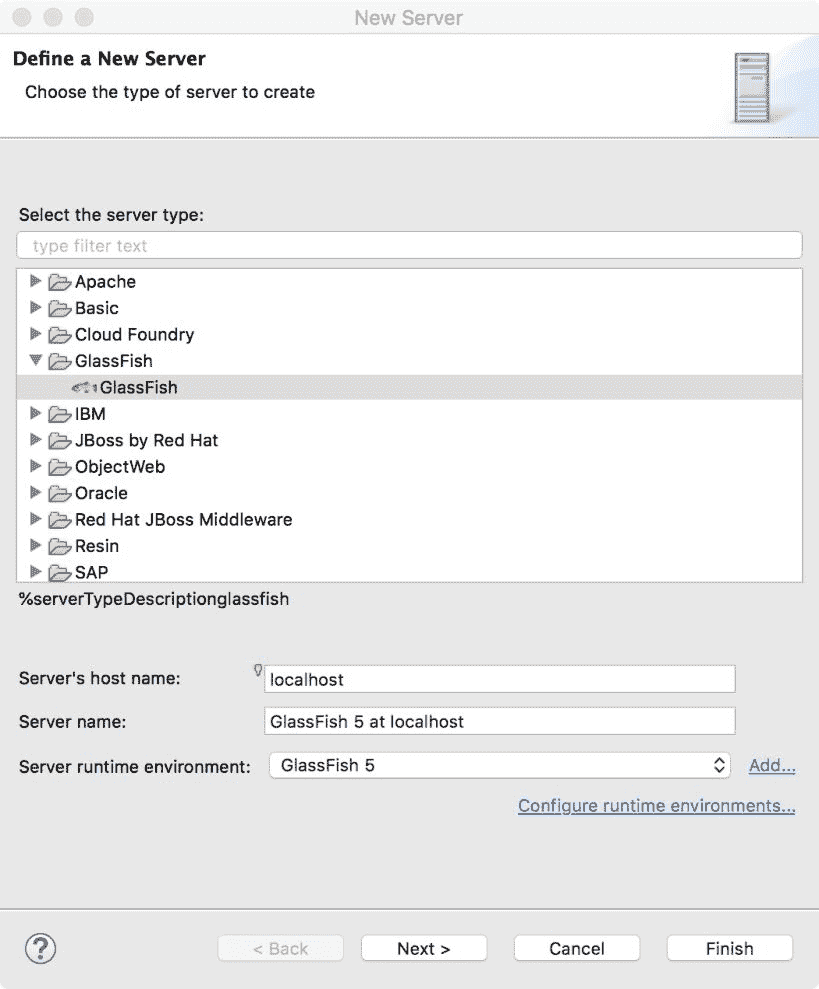 New Server
Define a New Server
Choose the type of server to create
Select the server type:
type filter text
Apache
Basic
Cloud Foundry
GlassFish
GlassFish
IBM
JBoss by Red Hat
ObjectWeb
Oracle
Red Hat JBoss Middleware
Resin
SAP
%serverTypeDescriptionglassfish
Server's host name: localhost
Server name: GlassFish 5 at localhost
Server runtime environment: GlassFish 5 Add...
Configure runtime environments...
? < Back Next > Cancel Finish